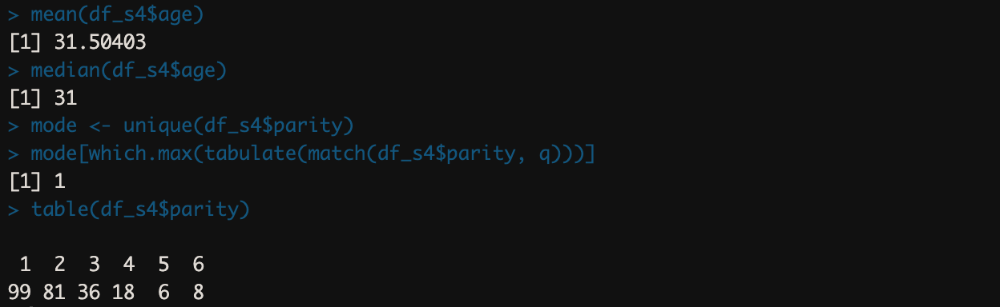 > mean(df_s4$age)
[1] 31.50403
> median(df_s4$age)
[1] 31
> mode <- unique(df_s4$parity)
> mode[which.max(tabulate(match(df_s4$parity, q)))]
[1] 1
> table(df_s4$parity)
1 2 3 4 5 6
99 81 36 18 6 8